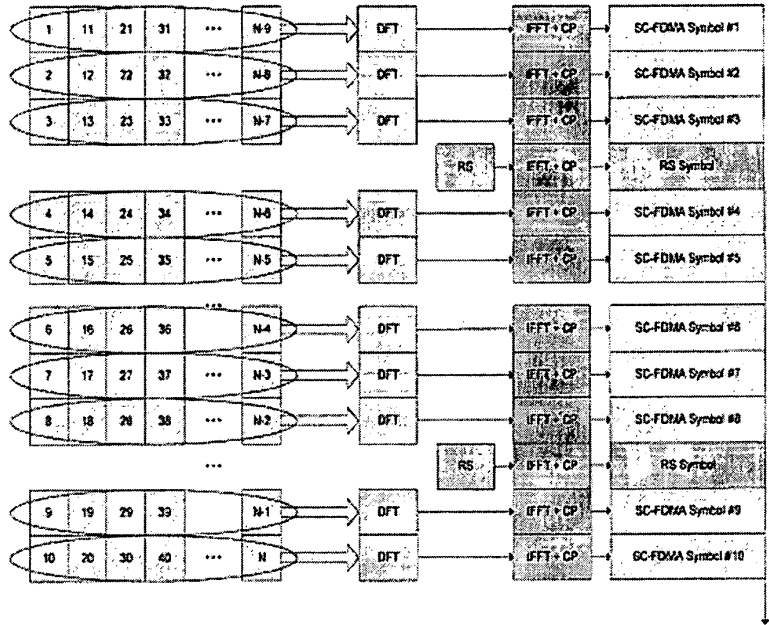 1 11 21 31 ... N-9 DFT IFFT + CP SC-FDMA Symbol #1
2 12 22 32 ... N-8 DFT IFFT + CP SC-FDMA Symbol #2
3 13 23 33 ... N-7 DFT IFFT + CP SC-FDMA Symbol #3
RS IFFT + CP RS Symbol
4 14 24 34 ... N-6 DFT IFFT + CP SC-FDMA Symbol #4
5 15 25 35 ... N-5 DFT IFFT + CP SC-FDMA Symbol #5
...
6 16 26 36 N-4 DFT IFFT + CP SC-FDMA Symbol #6
7 17 27 37 ... N-3 DFT IFFT + CP SC-FDMA Symbol #7
8 18 28 38 ... N-2 DFT IFFT + CP SC-FDMA Symbol #8
... RS IFFT + CP RS Symbol
9 19 29 39 N-1 DFT IFFT + CP SC-FDMA Symbol #9
10 20 30 40 ... N DFT IFFT + CP SC-FDMA Symbol #10